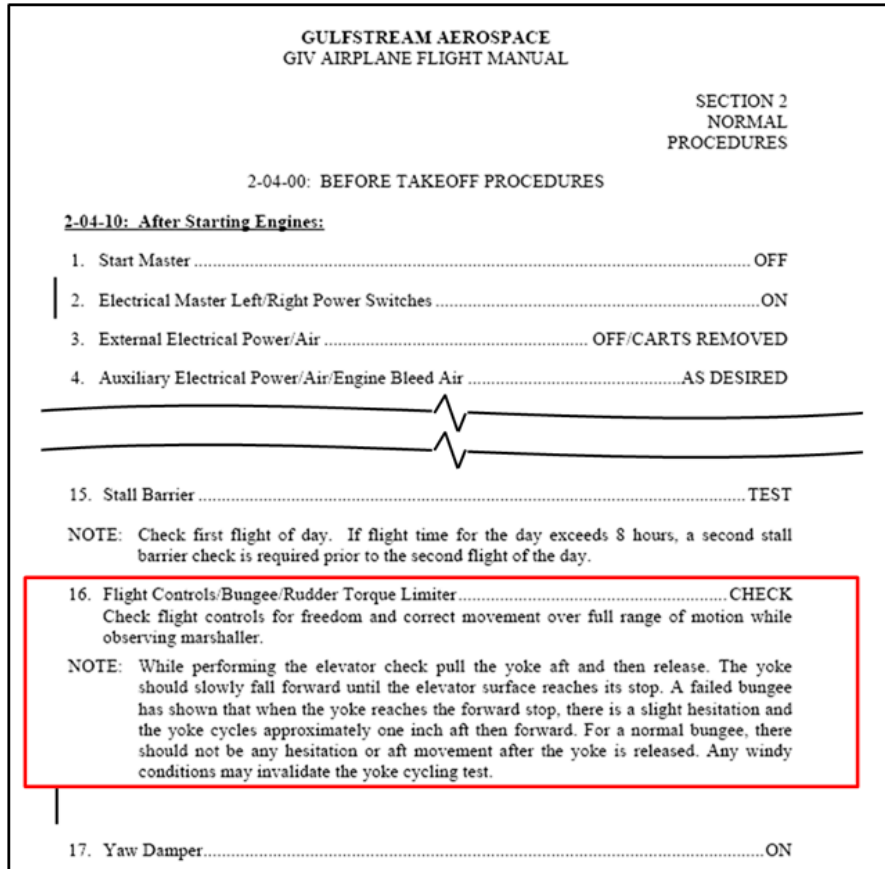 GULFSTREAM AEROSPACE
GIV AIRPLANE FLIGHT MANUAL
SECTION 2
NORMAL
PROCEDURES
2-04-00: BEFORE TAKEOFF PROCEDURES
2-04-10: After Starting Engines:
1. Start Master ........................................ OFF
2. Electrical Master Left/Right Power Switches ........................................ ON
3. External Electrical Power/Air ........................................ OFF/CARTS REMOVED
4. Auxiliary Electrical Power/Air/Engine Bleed Air ........................................ AS DESIRED
15. Stall Barrier ........................................ TEST
NOTE: Check first flight of day. If flight time for the day exceeds 8 hours, a second stall
barrier check is required prior to the second flight of the day.
16. Flight Controls/Bungee/Rudder Torque Limiter ........................................ CHECK
Check flight controls for freedom and correct movement over full range of motion while
observing marshaller.
NOTE: While performing the elevator check pull the yoke aft and then release. The yoke
should slowly fall forward until the elevator surface reaches its stop. A failed bungee
has shown that when the yoke reaches the forward stop, there is a slight hesitation and
the yoke cycles approximately one inch aft then forward. For a normal bungee, there
should not be any hesitation or aft movement after the yoke is released. Any windy
conditions may invalidate the yoke cycling test.
17. Yaw Damper ........................................ ON